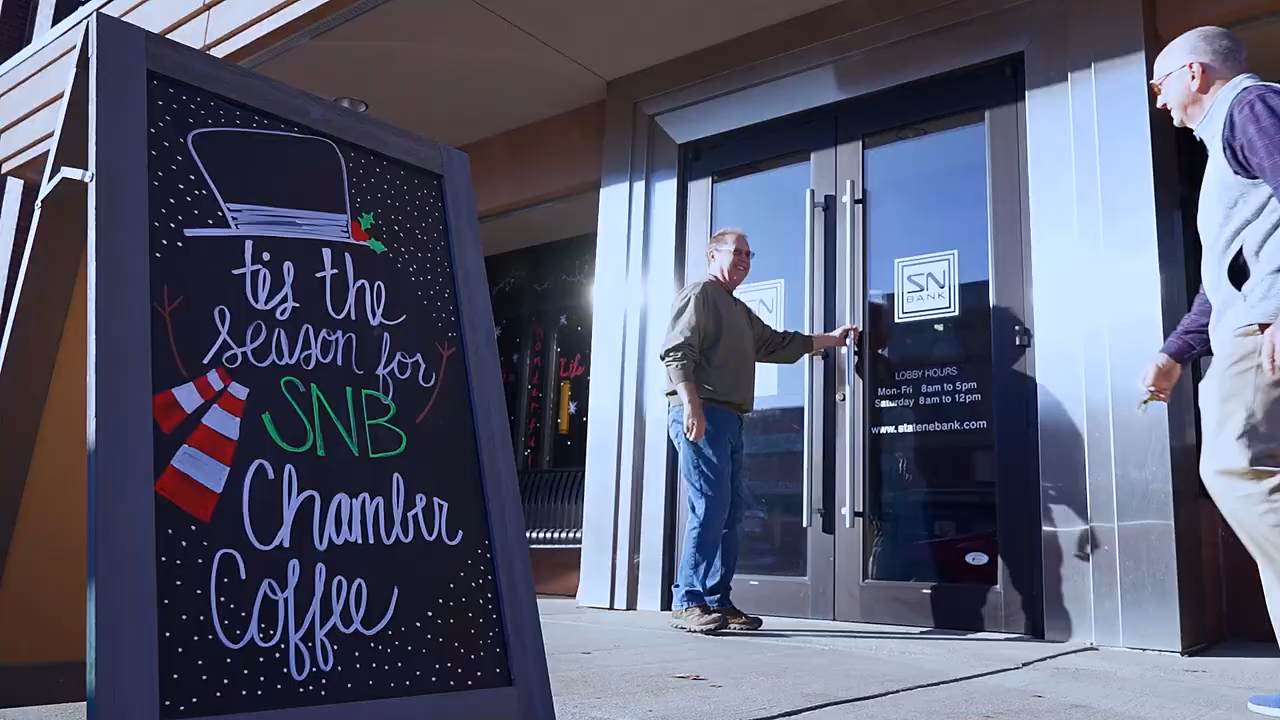 tis the
season for
SNB
Chamber
Coffee
SN
BANK
LOBBY HOURS
Mon-Fri 8am to 5pm
Saturday 8am to 12pm
www.statenebank.com
Life